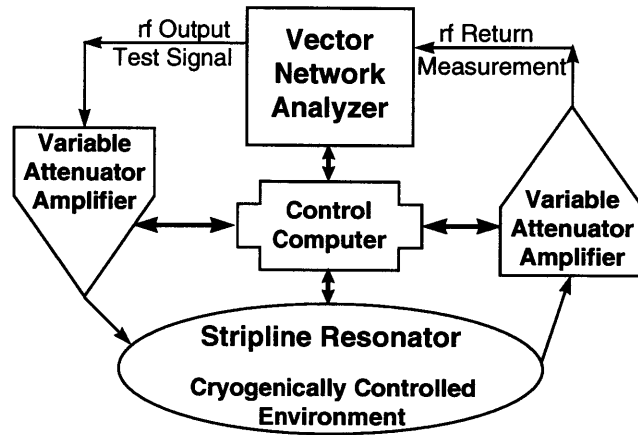 rf Output
Test Signal
Vector
Network
Analyzer
rf Return
Measurement
Variable
Attenuator
Amplifier
Control
Computer
Variable
Attenuator
Amplifier
Stripline Resonator
Cryogenically Controlled
Environment